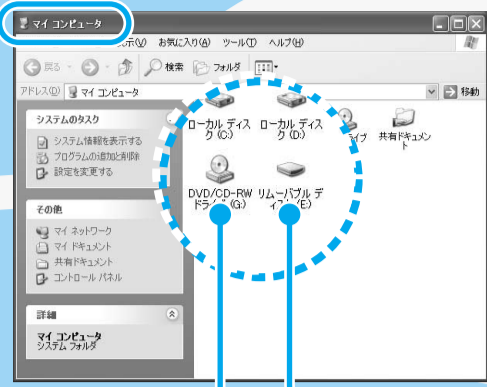 マイ コンピュータ
示(V) お気に入り(A) ツール(T) ヘルプ(H)
戻る 検索 フォルダ
アドレス(D) マイ コンピュータ 移動
システムのタスク
システム情報を表示する
プログラムの追加と削除
設定を変更する
その他
マイ ネットワーク
マイ ドキュメント
共有ドキュメント
コントロール パネル
詳細
マイ コンピュータ
システム フォルダ
ローカル ディス
ク (C:)
ローカル ディス
ク (D:)
イブ
共有ドキュメン
ト
DVD/CD-RW
ドライブ (G:)
リムーバブル デ
ィスク (E:)